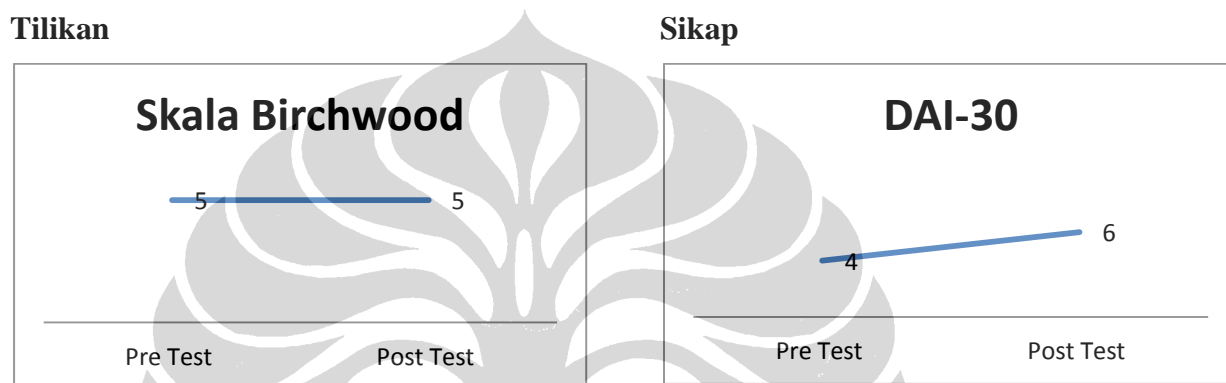 Tilikan
Skala Birchwood
5 5
Pre Test Post Test
Sikap
DAI-30
4 6
Pre Test Post Test